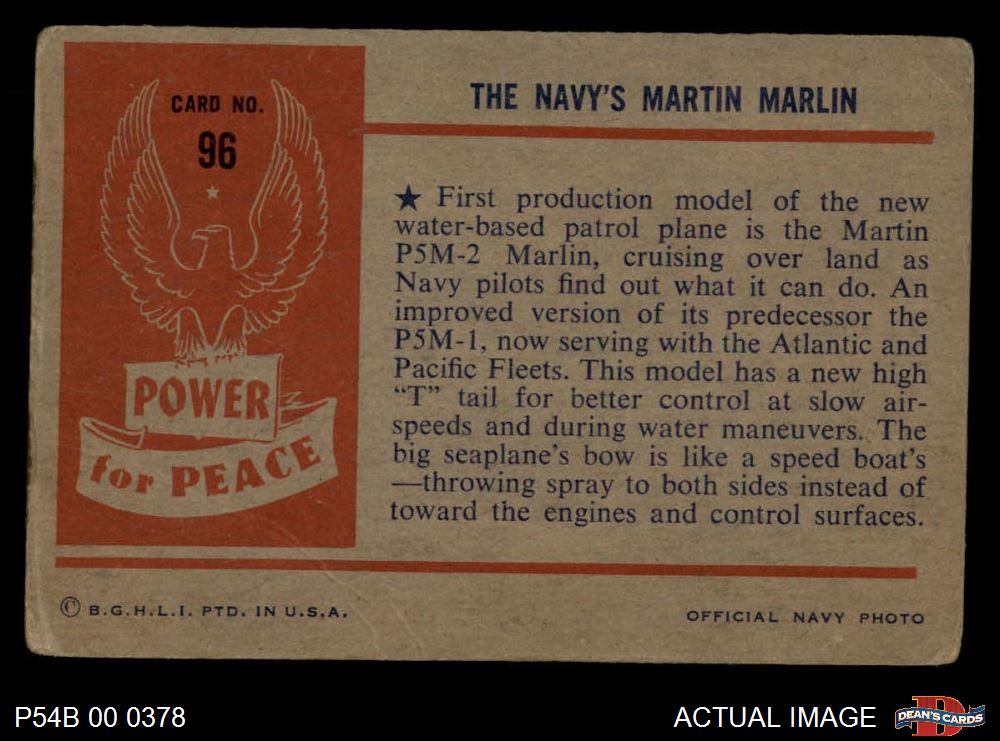 CARD NO.
96
POWER
for PEACE
THE NAVY'S MARTIN MARLIN
★ First production model of the new
water-based patrol plane is the Martin
P5M-2 Marlin, cruising over land as
Navy pilots find out what it can do. An
improved version of its predecessor the
P5M-1, now serving with the Atlantic and
Pacific Fleets. This model has a new high
“T” tail for better control at slow air-
speeds and during water maneuvers. The
big seaplane's bow is like a speed boat's
—throwing spray to both sides instead of
toward the engines and control surfaces.
© B.G.H.L.I. PTD. IN U.S.A.
OFFICIAL NAVY PHOTO
P54B 00 0378
ACTUAL IMAGE
D
DEAN'S CARDS